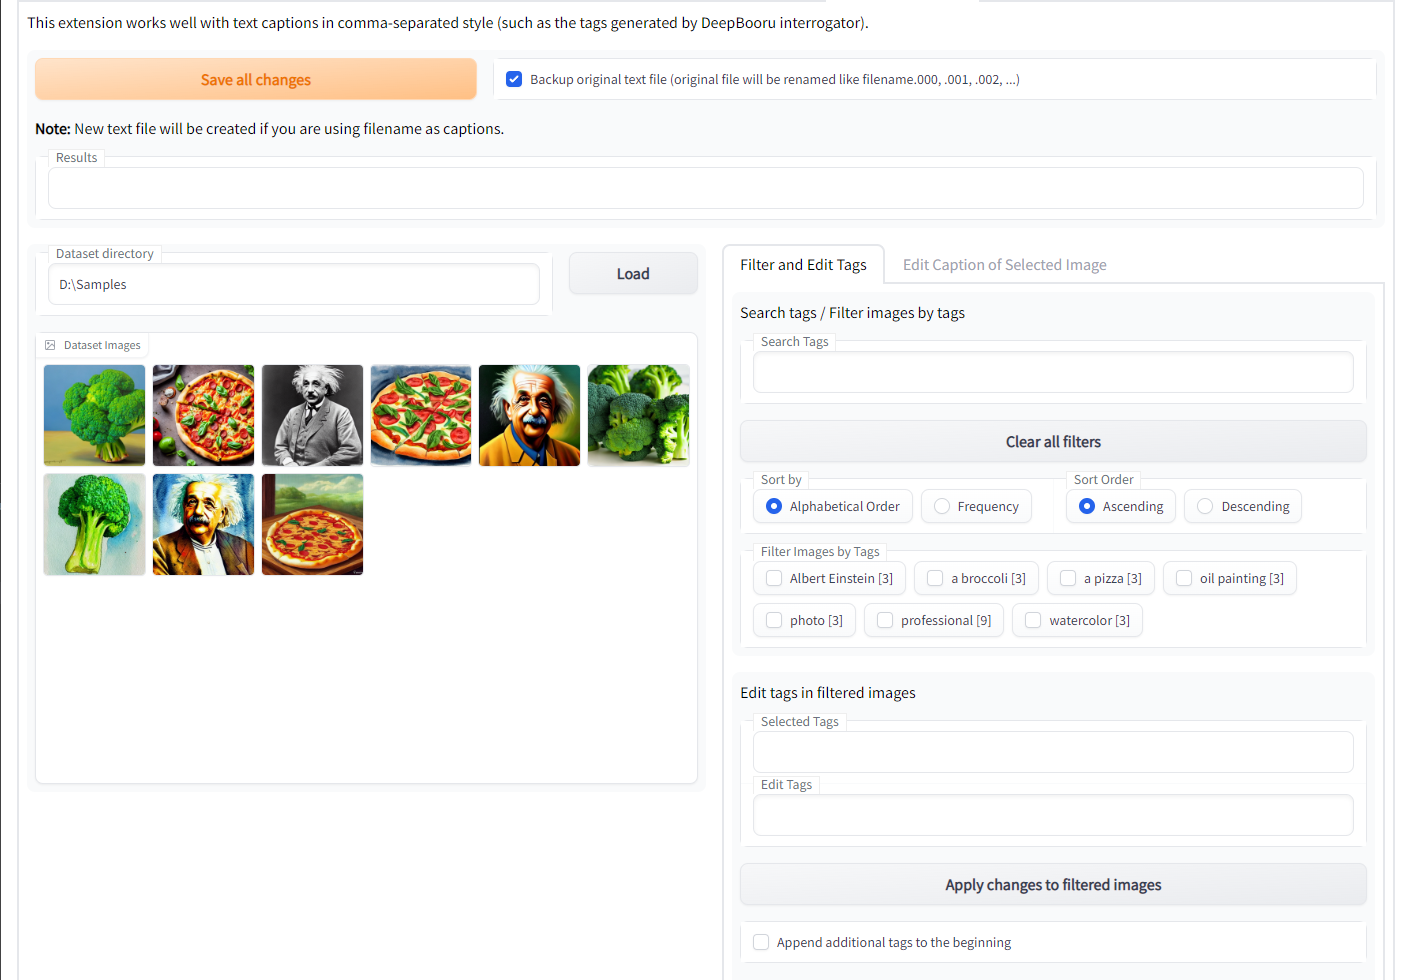 This extension works well with text captions in comma-separated style (such as the tags generated by DeepBooru interrogator).
Save all changes
Backup original text file (original file will be renamed like filename.000, .001, .002, ...)
Note: New text file will be created if you are using filename as captions.
Results
Dataset directory
D:\Samples
Load
Dataset Images
Filter and Edit Tags
Edit Caption of Selected Image
Search tags / Filter images by tags
Search Tags
Clear all filters
Sort by
Sort Order
Alphabetical Order
Frequency
Ascending
Descending
Filter Images by Tags
Albert Einstein [3]
a broccoli [3]
a pizza [3]
oil painting [3]
photo [3]
professional [9]
watercolor [3]
Edit tags in filtered images
Selected Tags
Edit Tags
Apply changes to filtered images
Append additional tags to the beginning